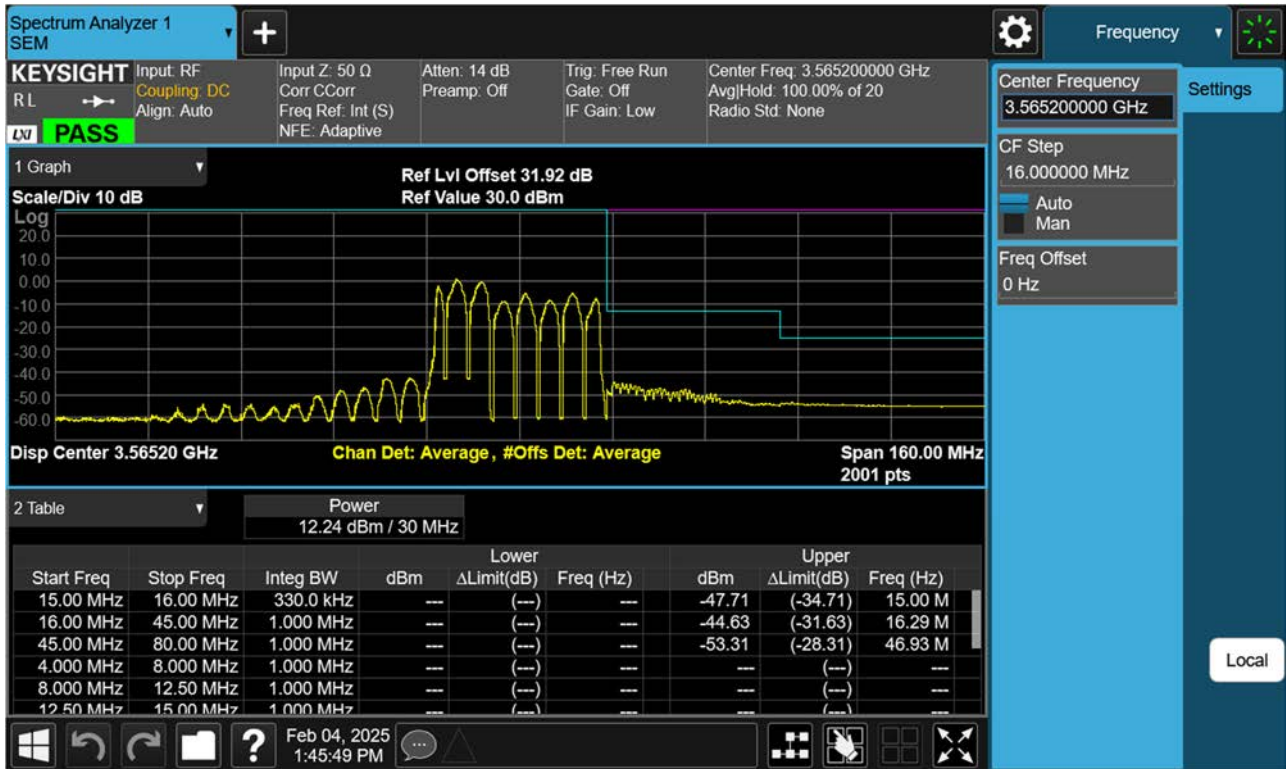 Spectrum Analyzer 1
SEM
+
Frequency
KEYSIGHT
R L
LXI PASS
Input: RF
Coupling: DC
Align: Auto
Input Z: 50 Ω
Corr CCorr
Freq Ref: Int (S)
NFE: Adaptive
Atten: 14 dB
Preamp: Off
Trig: Free Run
Gate: Off
IF Gain: Low
Center Freq: 3.565200000 GHz
Avg|Hold: 100.00% of 20
Radio Std: None
Center Frequency
3.565200000 GHz
Settings
CF Step
16.000000 MHz
Auto
Man
Freq Offset
0 Hz
1 Graph
Scale/Div 10 dB
Ref Lvl Offset 31.92 dB
Ref Value 30.0 dBm
Log
20.0
10.0
0.00
-10.0
-20.0
-30.0
-40.0
-50.0
-60.0
Disp Center 3.56520 GHz
Chan Det: Average , #Offs Det: Average
Span 160.00 MHz
2001 pts
2 Table
Power
12.24 dBm / 30 MHz
Lower Upper
Start Freq Stop Freq Integ BW dBm ΔLimit(dB) Freq (Hz) dBm ΔLimit(dB) Freq (Hz)
15.00 MHz 16.00 MHz 330.0 kHz --- (---) --- -47.71 (-34.71) 15.00 M
16.00 MHz 45.00 MHz 1.000 MHz --- (---) --- -44.63 (-31.63) 16.29 M
45.00 MHz 80.00 MHz 1.000 MHz --- (---) --- -53.31 (-28.31) 46.93 M
4.000 MHz 8.000 MHz 1.000 MHz --- (---) --- --- (---) ---
8.000 MHz 12.50 MHz 1.000 MHz --- (---) --- --- (---) ---
12.50 MHz 15.00 MHz 1.000 MHz --- (---) --- --- (---) ---
Local
?
Feb 04, 2025
1:45:49 PM